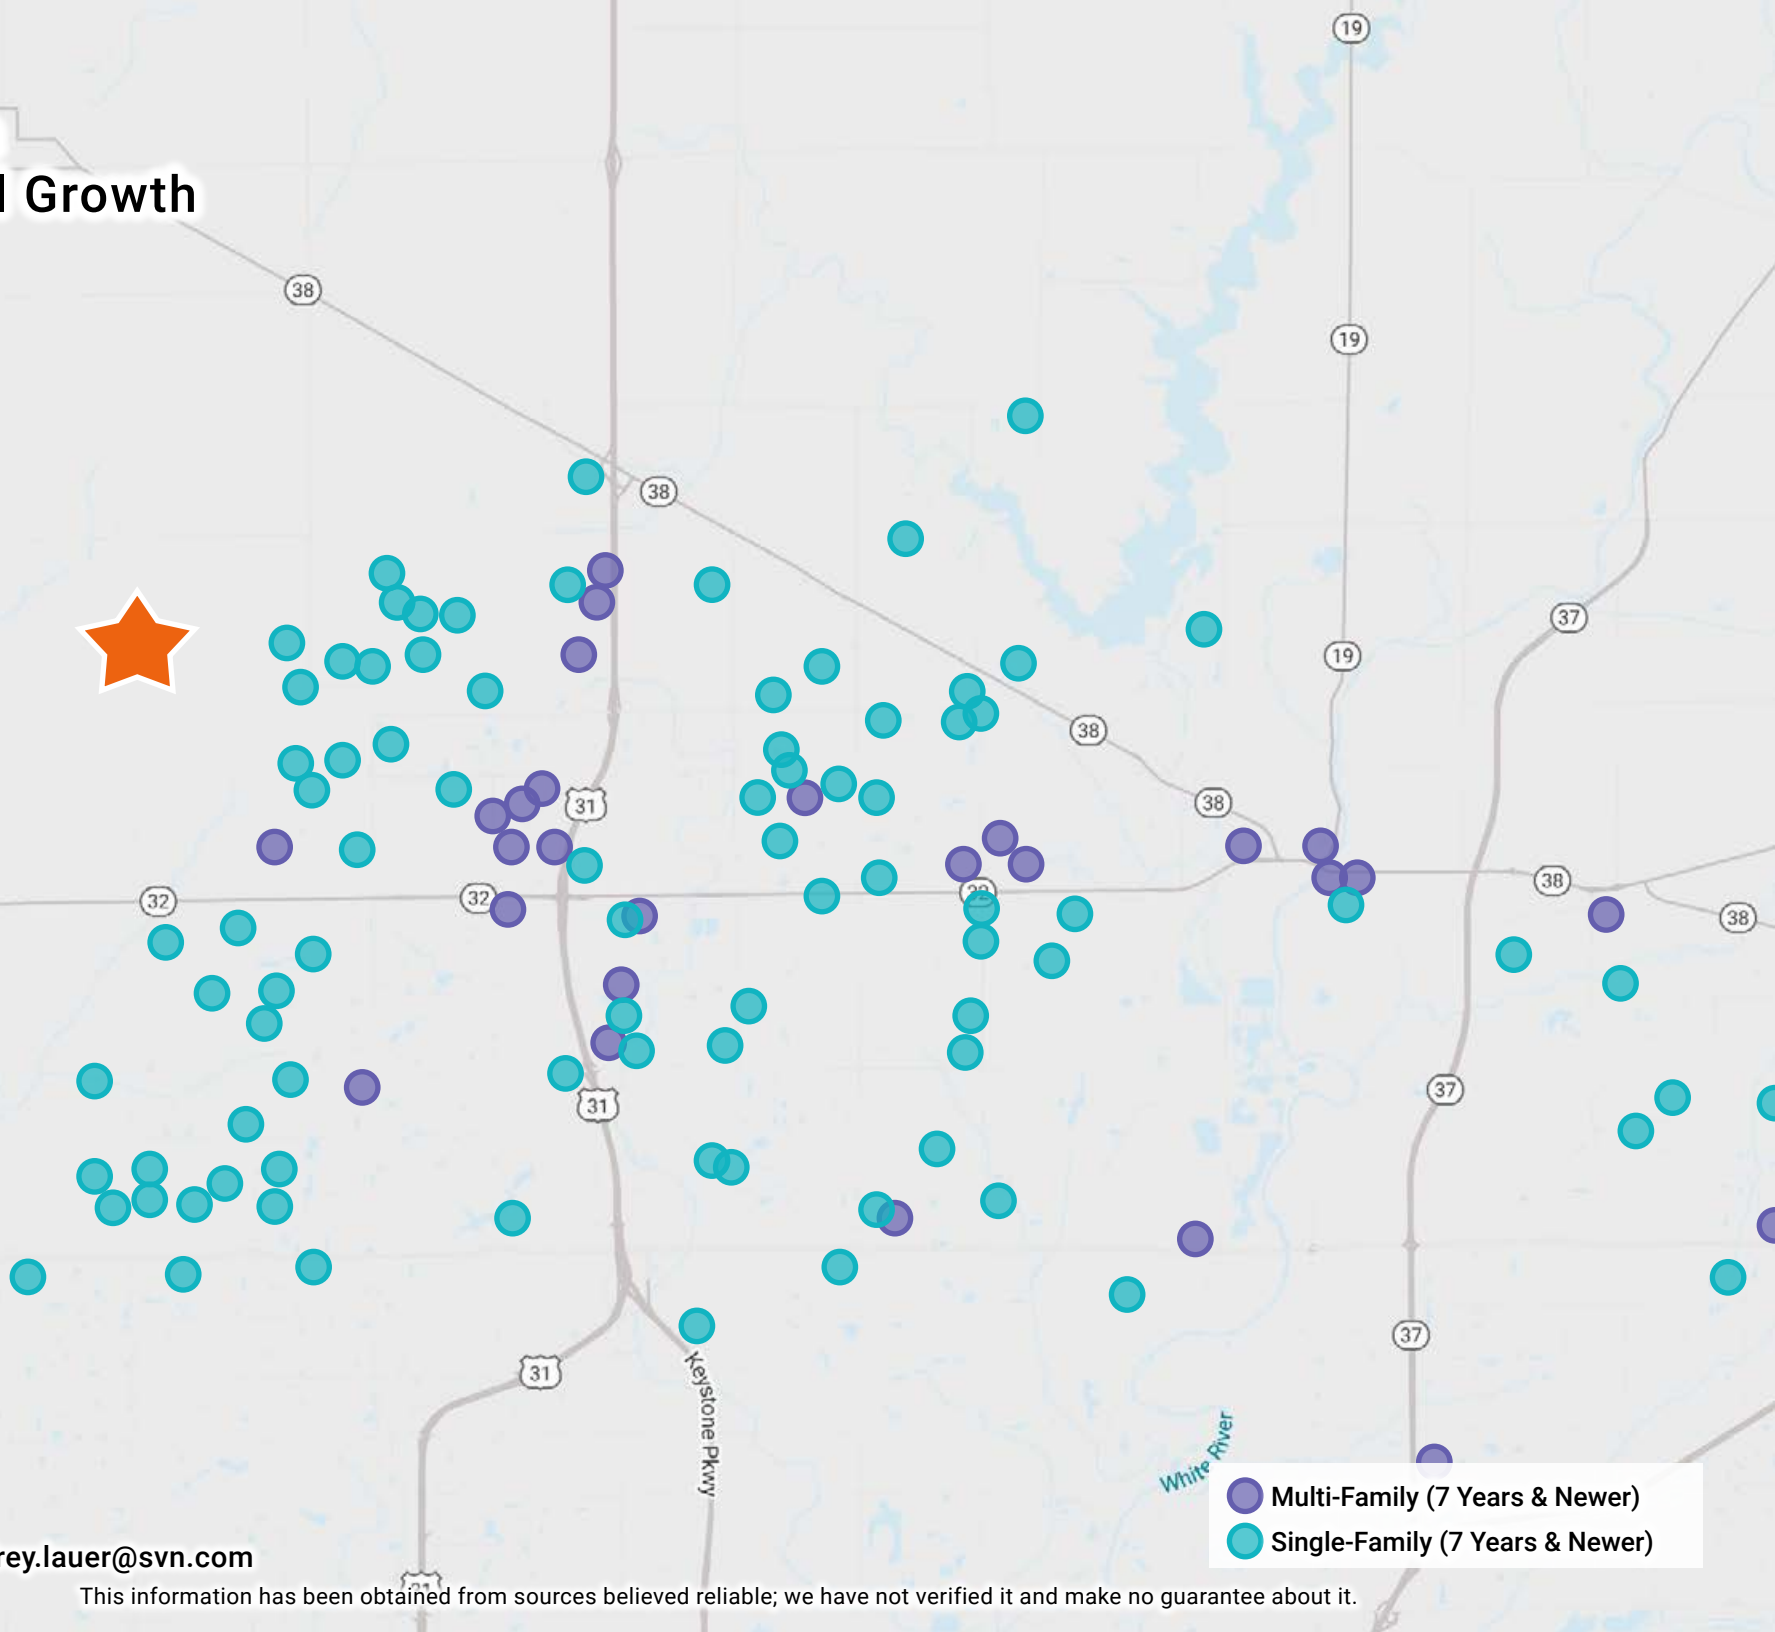 19
Growth
38
19
38
37
19
38
31
38
38
32
32
32
38
37
31
37
31
Keystone Pkwy
White River
Multi-Family (7 Years & Newer)
Single-Family (7 Years & Newer)
rey.lauer@svn.com
31
This information has been obtained from sources believed reliable; we have not verified it and make no guarantee about it.